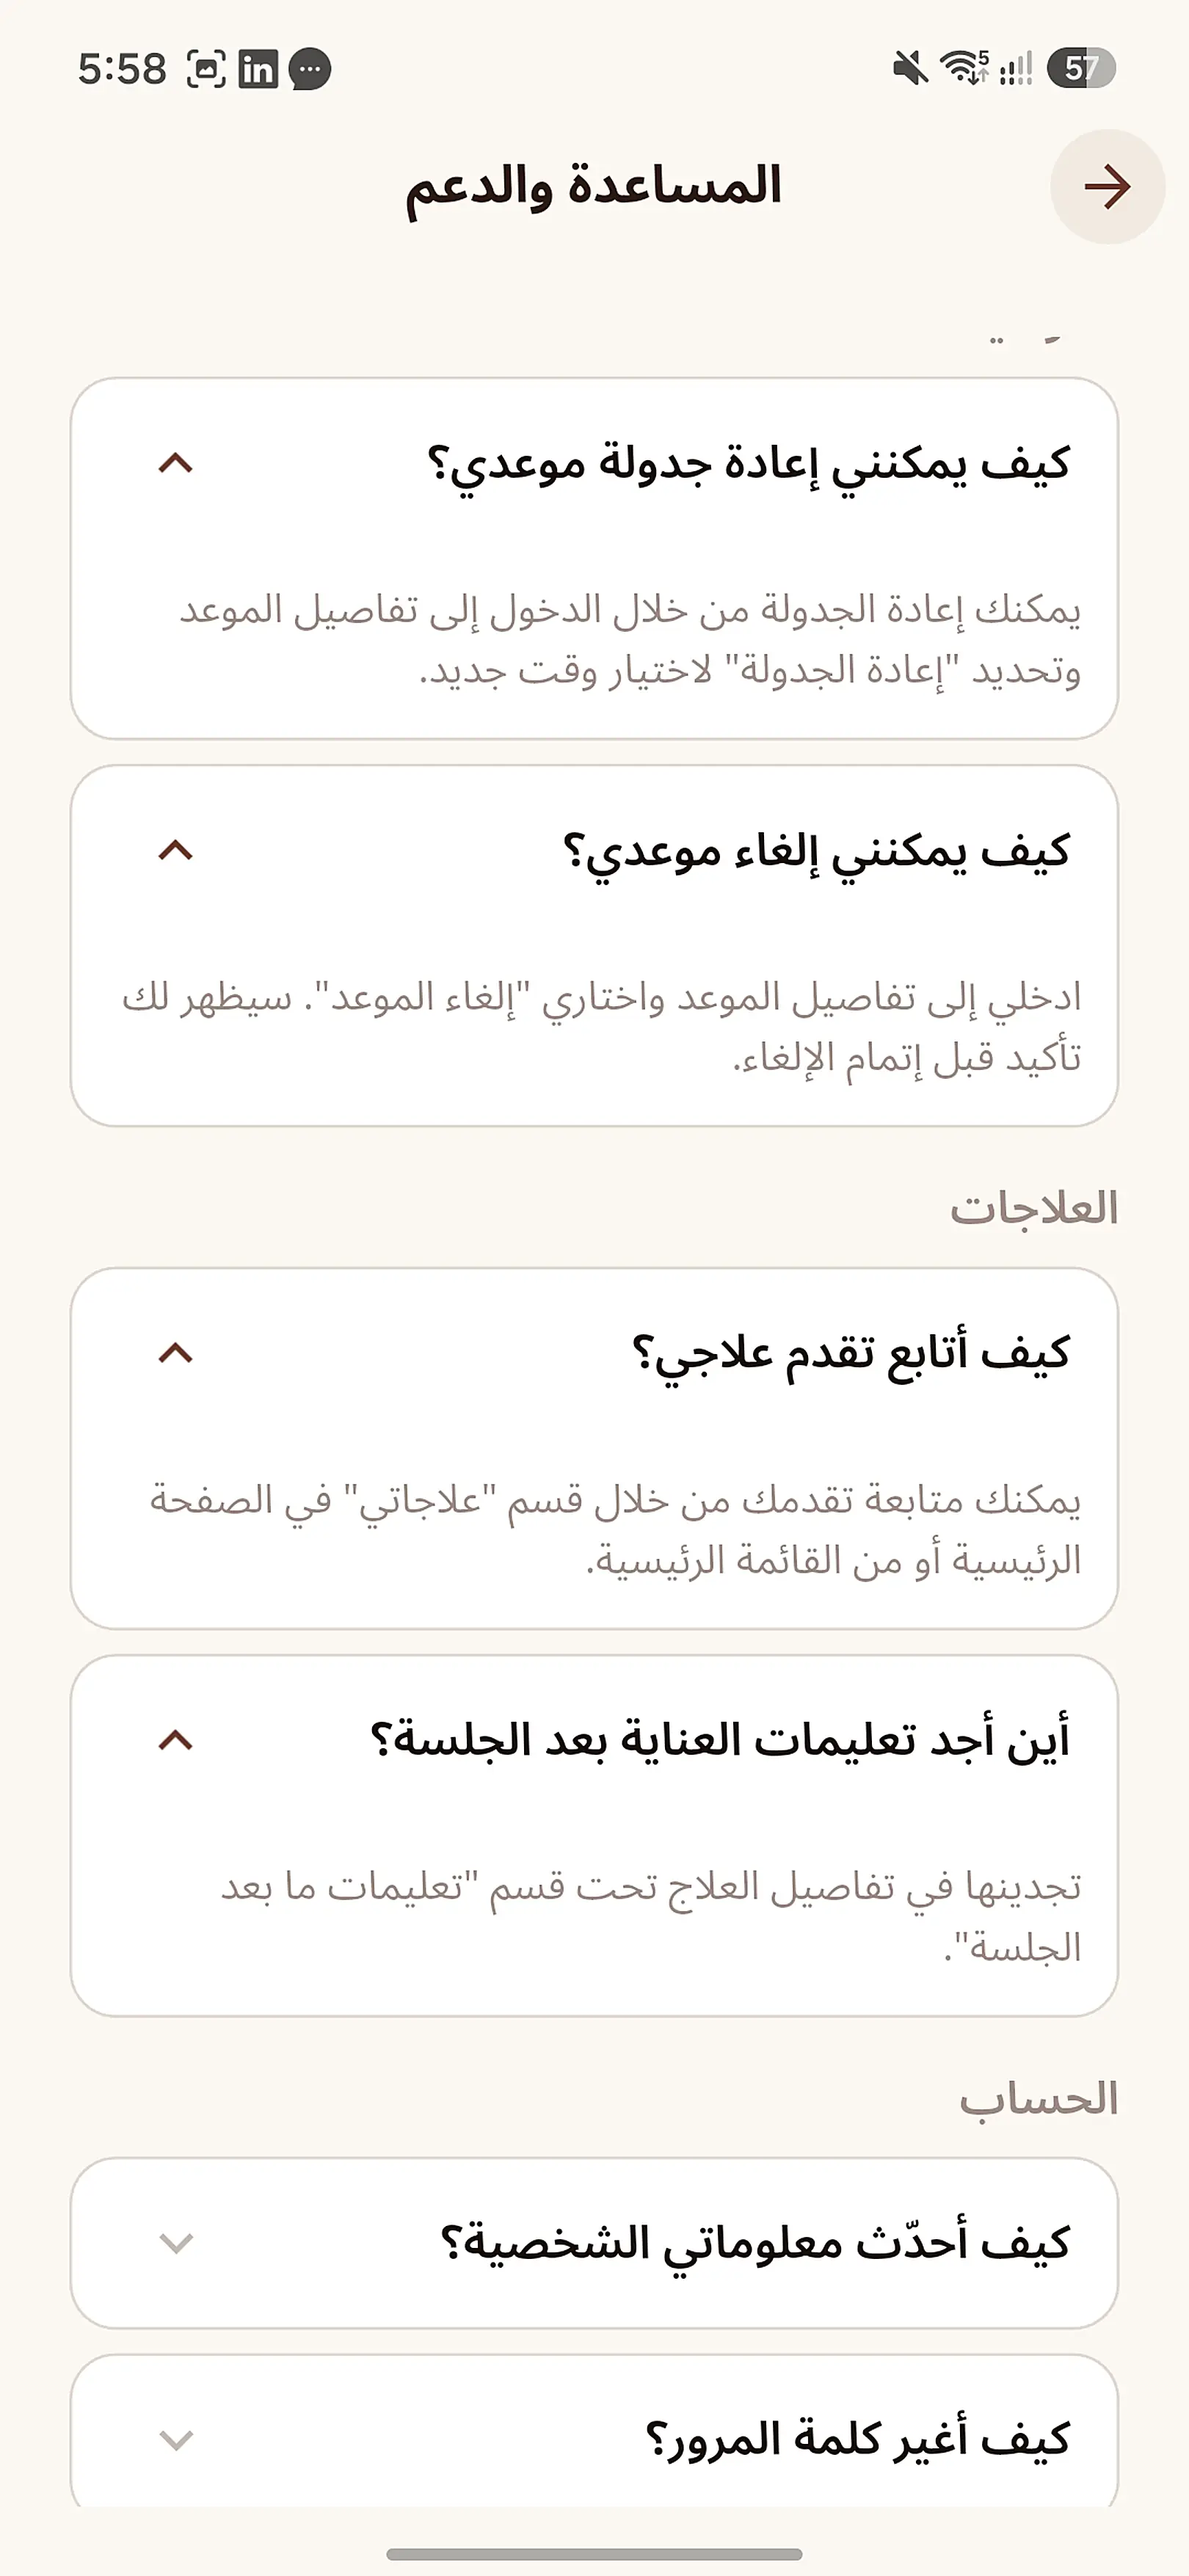 5:58
57
المساعدة والدعم
كيف يمكنني إعادة جدولة موعدي؟
يمكنك إعادة الجدولة من خلال الدخول إلى تفاصيل الموعد
وتحديد "إعادة الجدولة" لاختيار وقت جديد.
كيف يمكنني إلغاء موعدي؟
ادخلي إلى تفاصيل الموعد واختاري "إلغاء الموعد". سيظهر لك
تأكيد قبل إتمام الإلغاء.
العلاجات
كيف أتابع تقدم علاجي؟
يمكنك متابعة تقدمك من خلال قسم "علاجاتي" في الصفحة
الرئيسية أو من القائمة الرئيسية.
أين أجد تعليمات العناية بعد الجلسة؟
تجدينها في تفاصيل العلاج تحت قسم "تعليمات ما بعد
الجلسة".
الحساب
كيف أحدّث معلوماتي الشخصية؟
كيف أغير كلمة المرور؟